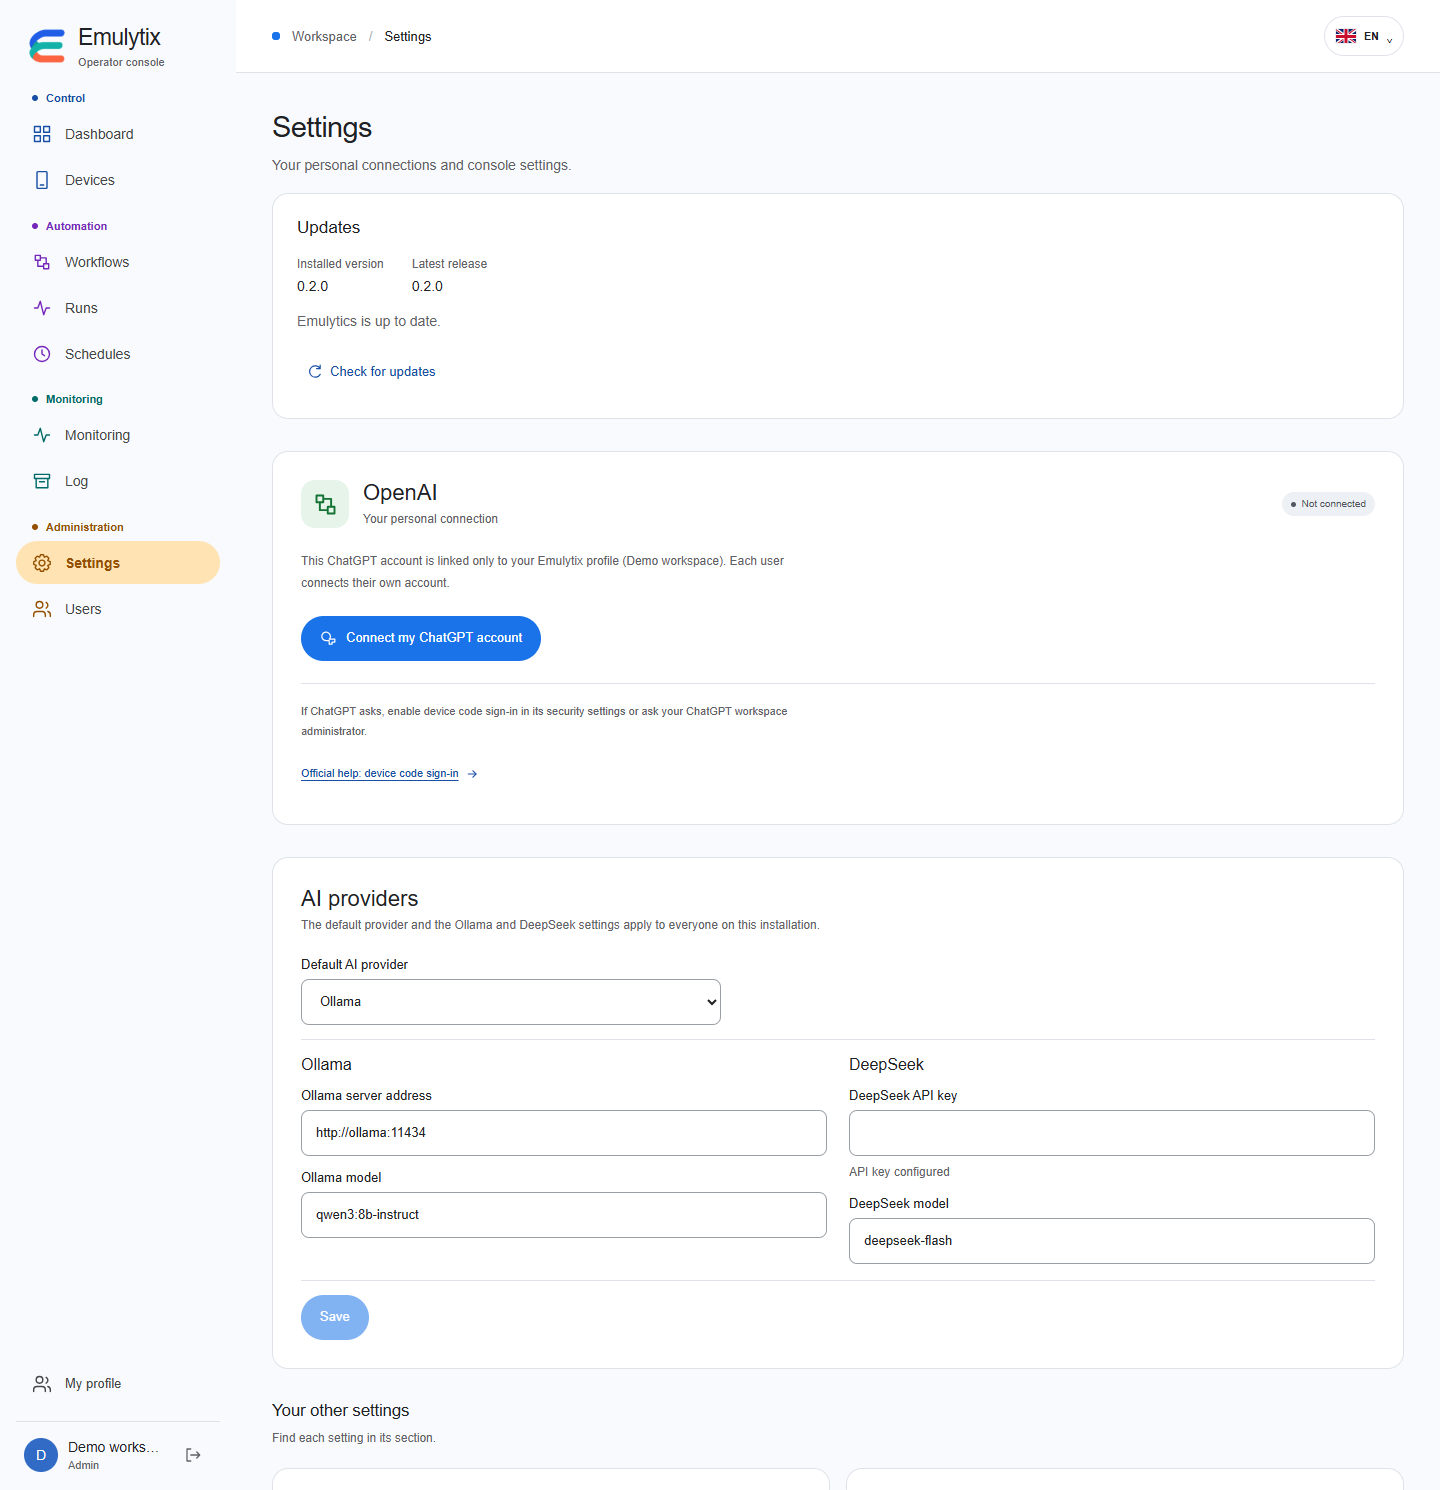 Emulytix
Operator console
Control
Dashboard
Devices
Automation
Workflows
Runs
Schedules
Monitoring
Monitoring
Log
Administration
Settings
Users
My profile
D
Demo works...
Admin
Workspace / Settings
EN
Settings
Your personal connections and console settings.
Updates
Installed version
0.2.0
Latest release
0.2.0
Emulytics is up to date.
Check for updates
OpenAI
Your personal connection
Not connected
This ChatGPT account is linked only to your Emulytix profile (Demo workspace). Each user
connects their own account.
Connect my ChatGPT account
If ChatGPT asks, enable device code sign-in in its security settings or ask your ChatGPT workspace
administrator.
Official help: device code sign-in
AI providers
The default provider and the Ollama and DeepSeek settings apply to everyone on this installation.
Default AI provider
Ollama
Ollama
Ollama server address
http://ollama:11434
Ollama model
qwen3:8b-instruct
DeepSeek
DeepSeek API key
API key configured
DeepSeek model
deepseek-flash
Save
Your other settings
Find each setting in its section.